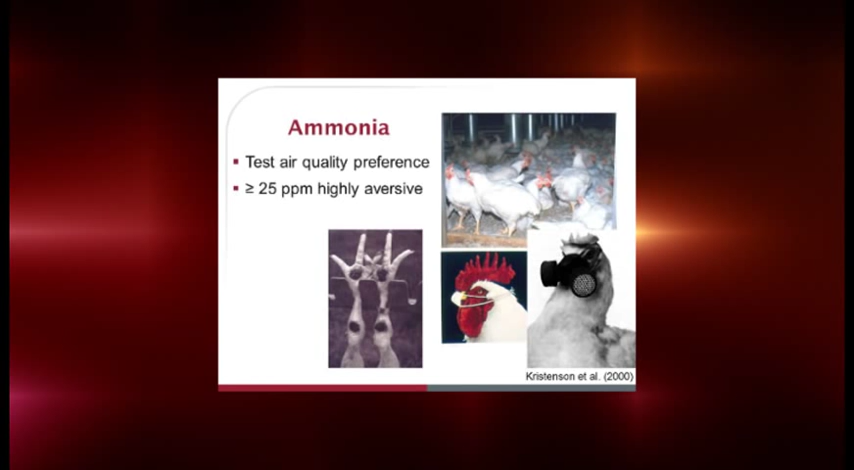 Ammonia
Test air quality preference
≥ 25 ppm highly aversive
Kristenson et al. (2000)